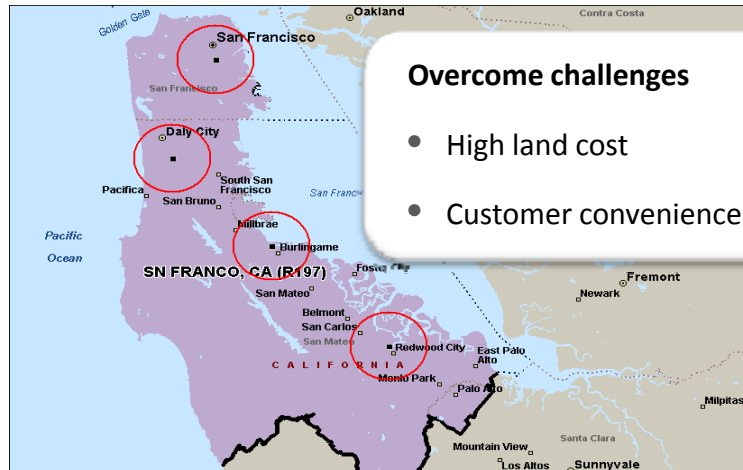 Golden Gate
Oakland
Contra Costa
San Francisco
San Francisco
Overcome challenges
• High land cost
• Customer convenience
Daly City
South San
Francisco
San Bruno
Pacifica
San Franc
Millbrae
Pacific
Ocean
Burlingame
SN FRANCO, CA (R197)
Fremont
Newark
San Mateo
Belmont
San Carlos
San Mateo
Redwood City
East Palo
Alto
CALIFORNIA
Menlo Park
Palo Alto
Milpitas
Santa Clara
Mountain View
Los Altos
Sunnyvale